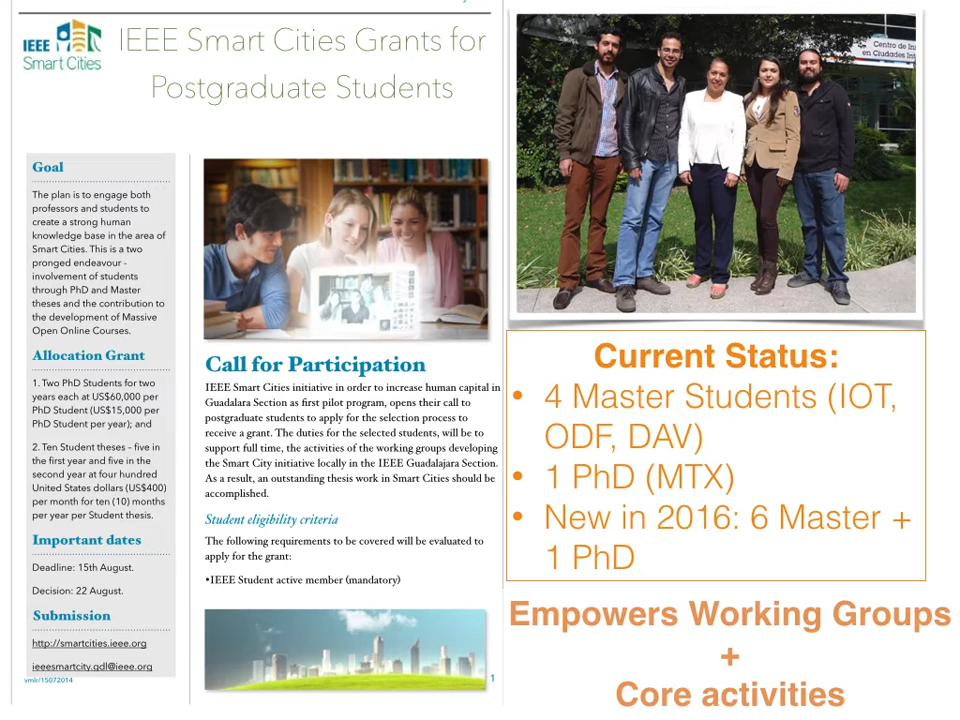 IEEE
Smart Cities
IEEE Smart Cities Grants for
Postgraduate Students
Goal
The plan is to engage both
professors and students to
create a strong human
knowledge base in the area of
Smart Cities. This is a two
pronged endeavour -
involvement of students
through PhD and Master
theses and the contribution to
the development of Massive
Open Online Courses.
Allocation Grant
1. Two PhD Students for two
years each at US$60,000 per
PhD Student (US$15,000 per
PhD Student per year); and
2. Ten Student theses – five in
the first year and five in the
second year at four hundred
United States dollars (US$400)
per month for ten (10) months
per year per Student thesis.
Important dates
Deadline: 15th August.
Decision: 22 August.
Submission
http://smartcities.ieee.org
ieeesmartcity.gdl@ieee.org
vmlr/15072014
Call for Participation
IEEE Smart Cities initiative in order to increase human capital in
Guadalara Section as first pilot program, opens their call to
postgraduate students to apply for the selection process to
receive a grant. The duties for the selected students, will be to
support full time, the activities of the working groups developing
the Smart City initiative locally in the IEEE Guadalajara Section.
As a result, an outstanding thesis work in Smart Cities should be
accomplished.
Student eligibility criteria
The following requirements to be covered will be evaluated to
apply for the grant:
•IEEE Student active member (mandatory)
1
Centro de In
en Ciudades Int
Current Status:
• 4 Master Students (IOT,
ODF, DAV)
• 1 PhD (MTX)
• New in 2016: 6 Master +
1 PhD
Empowers Working Groups
+
Core activities